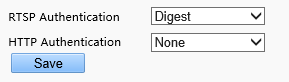 RTSP Authentication Digest
HTTP Authentication None
Save